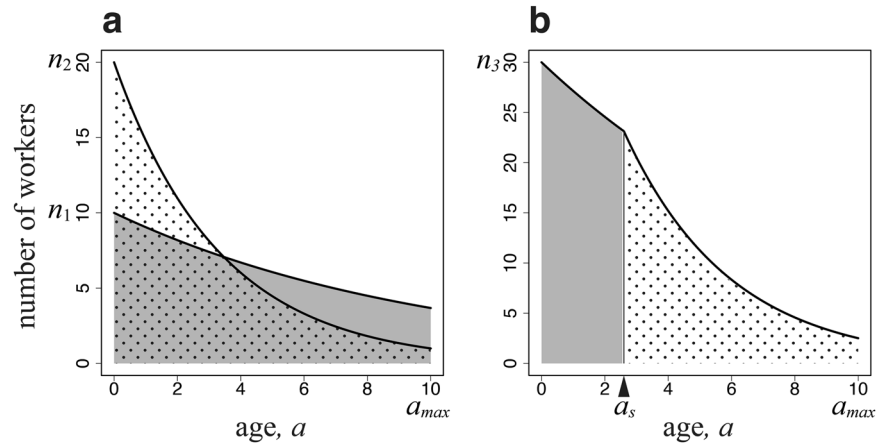 a
n2
20
15
n1
10
5
0
number of workers
0 2 4 6 8 10
amax
age, a
b
n3
30
25
20
15
10
5
0
0 2 4 6 8 10
as
amax
age, a